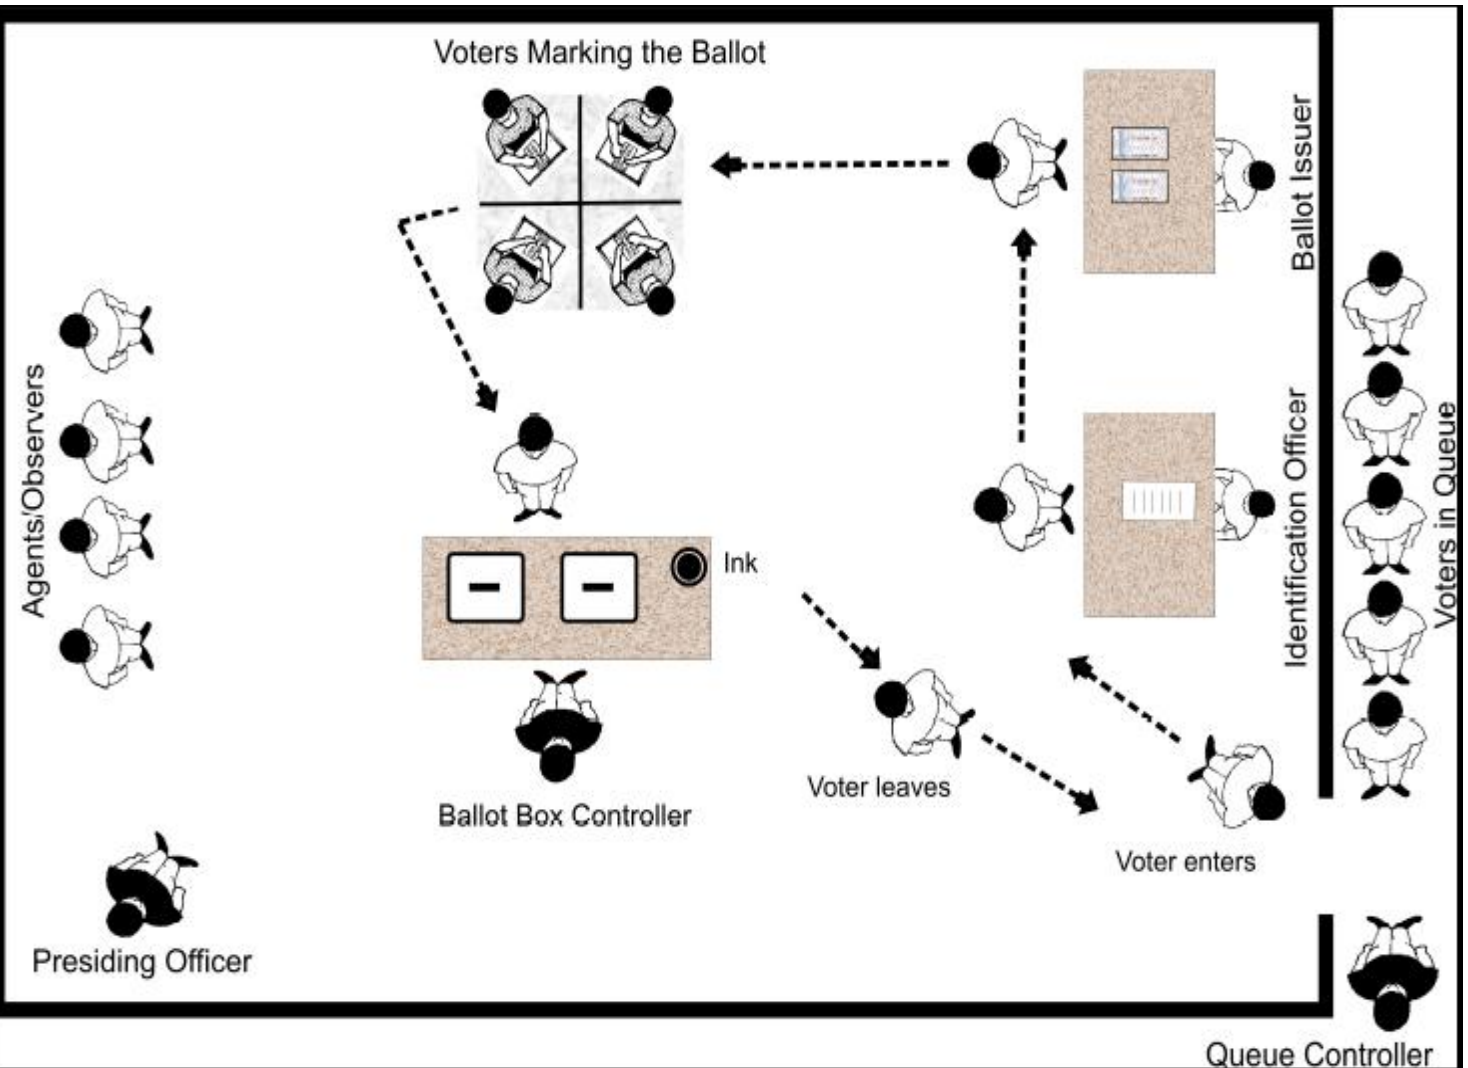 Voters Marking the Ballot
Ballot Issuer
Agents/Observers
Identification Officer
Voters in Queue
Ink
Voter leaves
Ballot Box Controller
Voter enters
Presiding Officer
Queue Controller